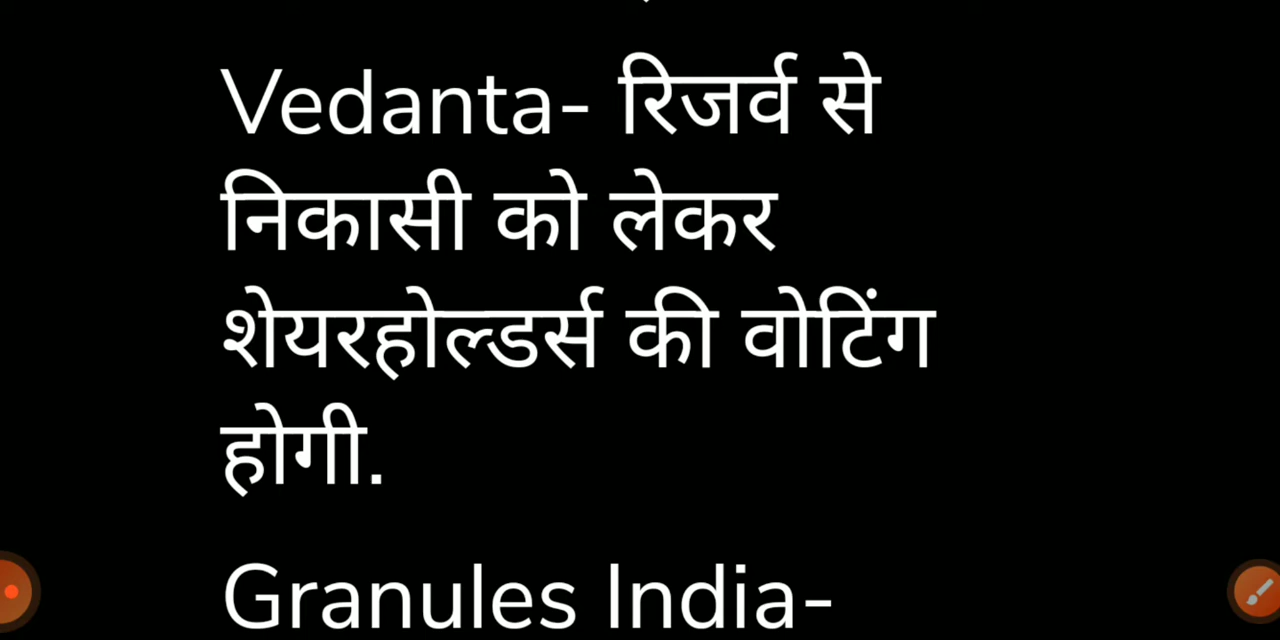 Vedanta- रिजर्व से
निकासी को लेकर
शेयरहोल्डर्स की वोटिंग
होगी.
Granules India-